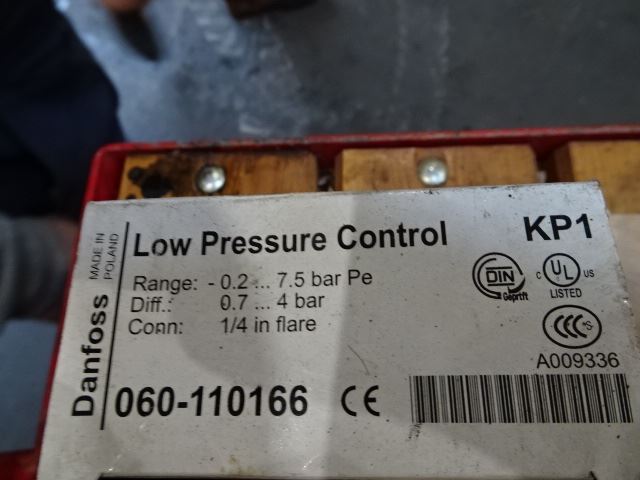 Low Pressure Control
KP1
Range: - 0.2 ... 7.5 bar Pe
Diff.: 0.7 ... 4 bar
Conn: 1/4 in flare
060-110166 CE
Danfoss
MADE IN
POLAND
DIN
Geprüft
C UL US
LISTED
CCC S
A009336